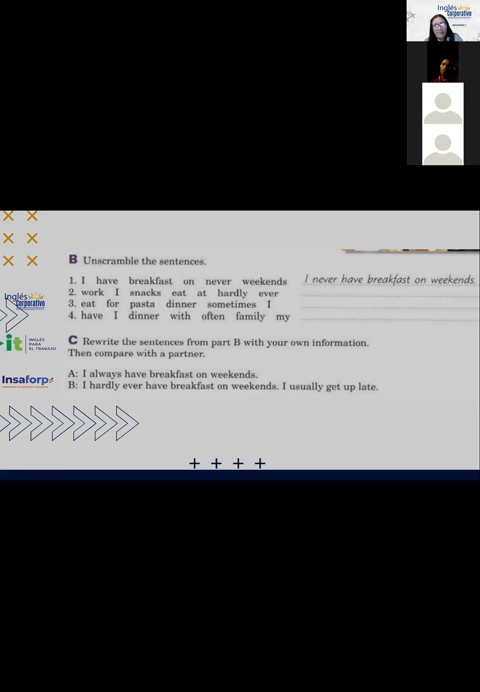 Inglés
Corporativo
B Unscramble the sentences.
1. I have breakfast on never weekends
I never have breakfast on weekends.
2. work I snacks eat at hardly ever
3. eat for pasta dinner sometimes I
4. have I dinner with often family my
C Rewrite the sentences from part B with your own information.
Then compare with a partner.
A: I always have breakfast on weekends.
B: I hardly ever have breakfast on weekends. I usually get up late.
Inglés
Corporativo
it
INGLÉS
PARA
EL TRABAJO
Insaforp